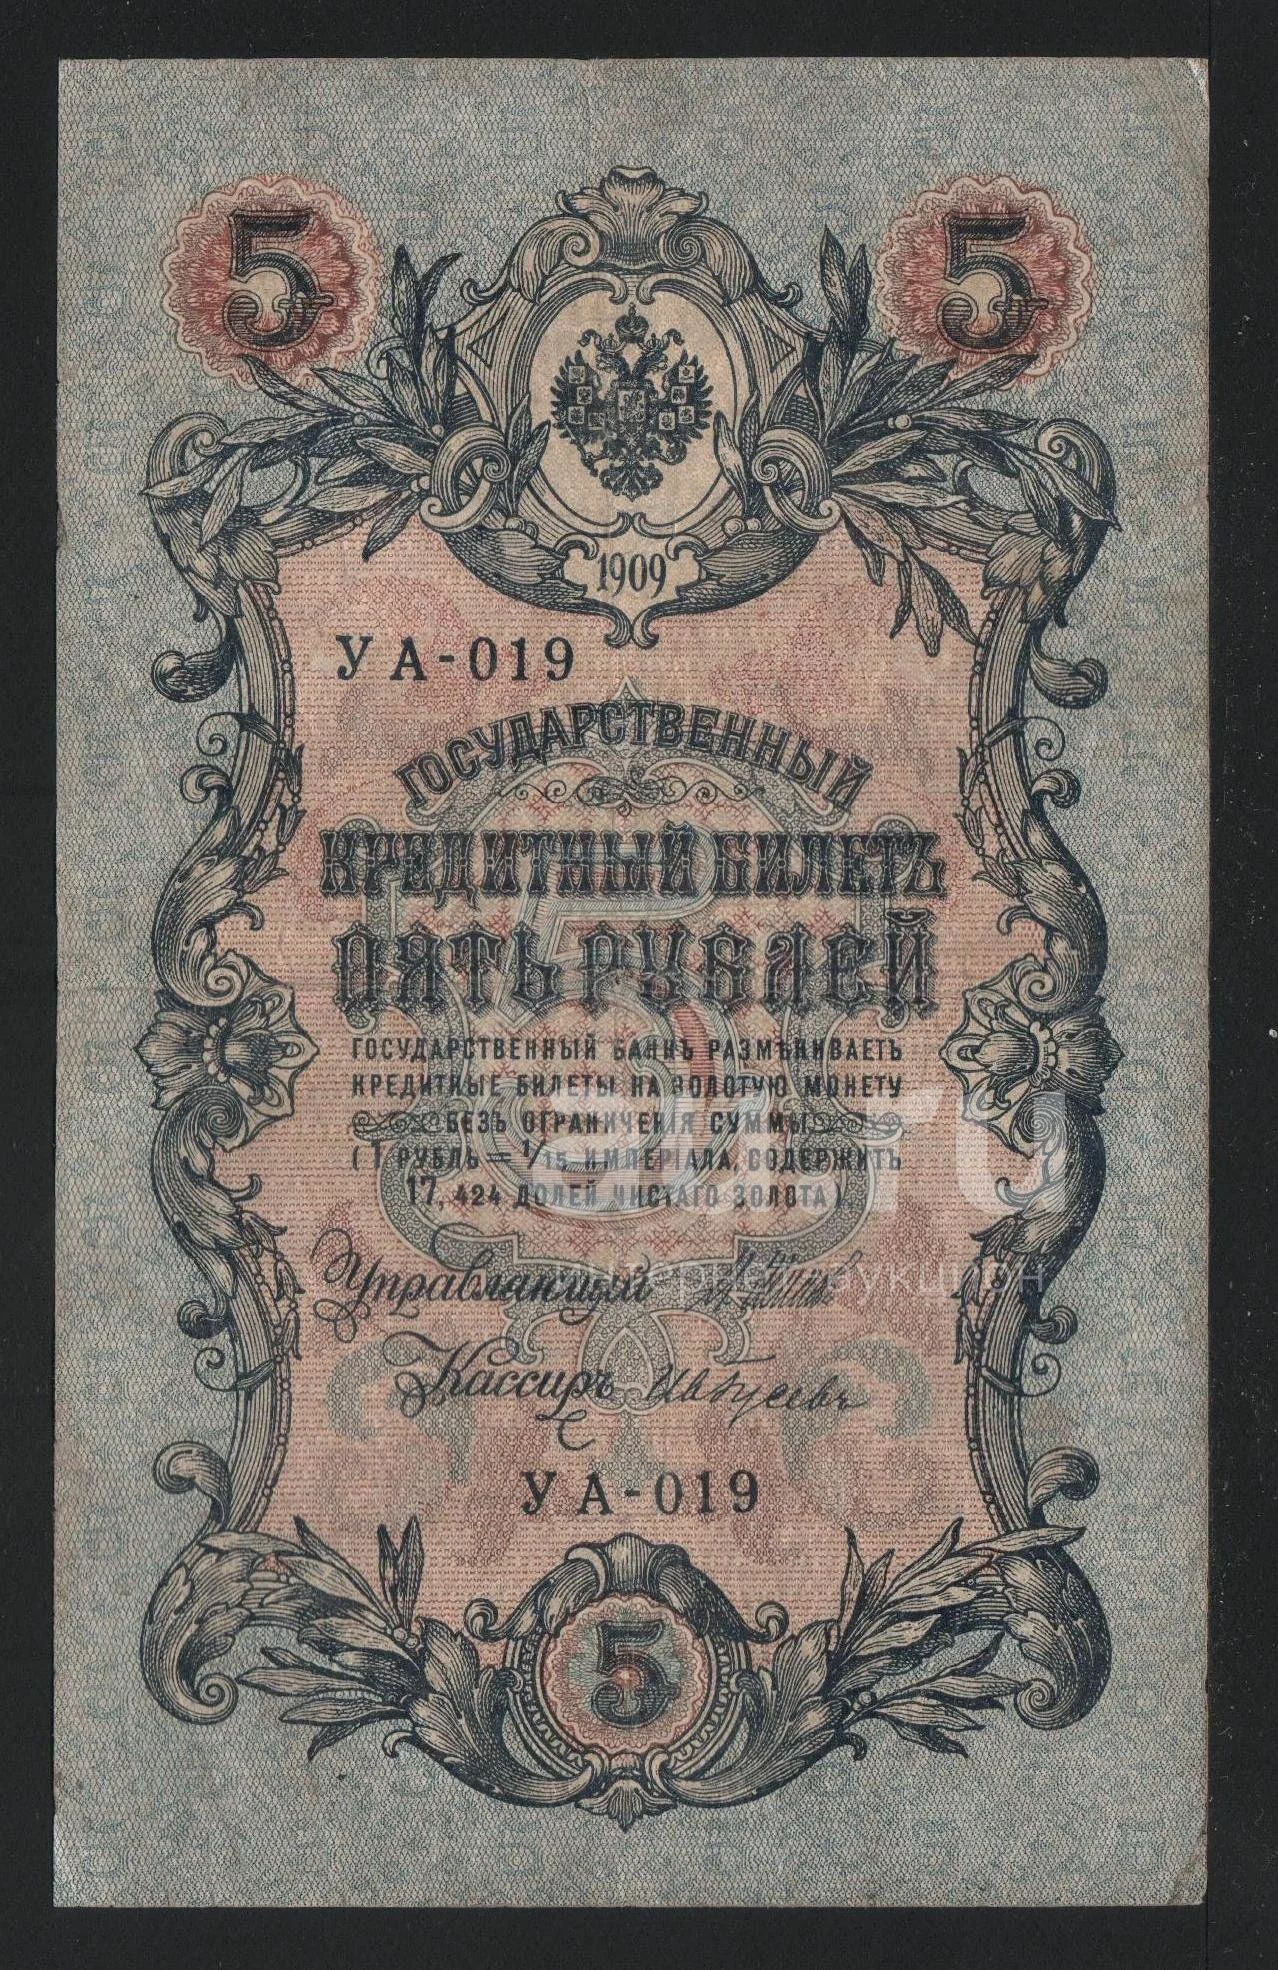 5 5
1909
УА-019
ГОСУДАРСТВЕННЫЙ
КРЕДИТНЫЙ БИЛЕТЪ
ПЯТЬ РУБЛЕЙ
ГОСУДАРСТВЕННЫЙ БАНКЪ РАЗМѢНИВАЕТЪ
КРЕДИТНЫЕ БИЛЕТЫ НА ЗОЛОТУЮ МОНЕТУ
БЕЗЪ ОГРАНИЧЕНІЯ СУММЫ
(1 РУБЛЬ = 1/15 ИМПЕРІАЛА, СОДЕРЖИТЪ
17,424 ДОЛЕЙ ЧИСТАГО ЗОЛОТА)
Управляющій
Кассиръ
УА-019
5